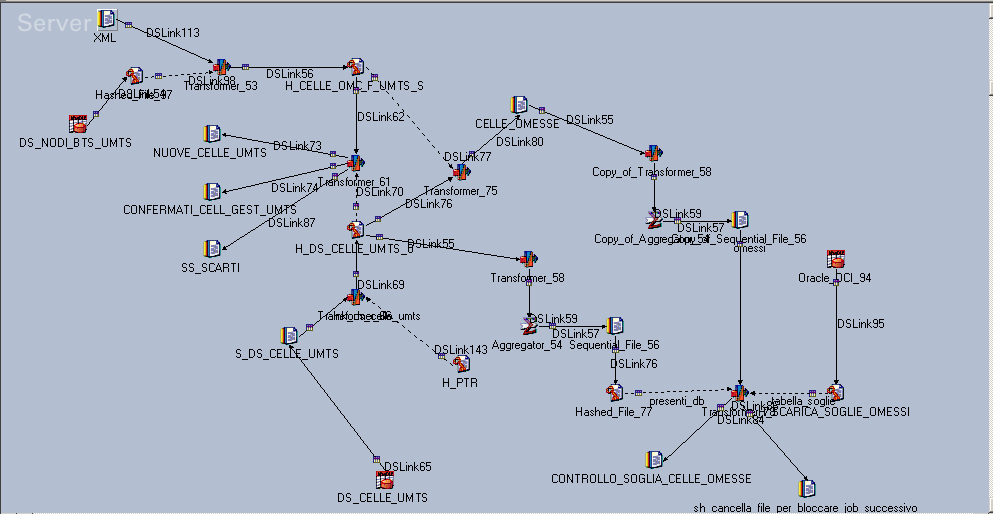 Server
XML
DSLink113
DSLink98
DSLink56
Transformer_53
H_CELLE_OMC_F_UMTS_S
DS_NODI_BTS_UMTS
DSLink62
CELLE_OMESSE
DSLink55
DSLink80
NUOVE_CELLE_UMTS
DSLink73
DSLink77
Transformer_61
Copy_of_Transformer_58
DSLink74
DSLink70
Transformer_75
CONFERMATI_CELL_GEST_UMTS
DSLink76
DSLink87
DSLink59
DSLink57
omessi
H_DS_CELLE_UMTS_
DSLink55
SS_SCARTI
Transformer_58
Oracle_OCI_94
DSLink69
DSLink59
DSLink57
DSLink95
S_DS_CELLE_UMTS
DSLink143
Aggregator_54
Sequential_File_56
DSLink76
H_PTR
presenti_db
tabella_soglie
Hashed_File_77
SCARICA_SOGLIE_OMESSI
DSLink84
DSLink65
CONTROLLO_SOGLIA_CELLE_OMESSE
DS_CELLE_UMTS
sh_cancella_file_per_bloccare_job_successivo